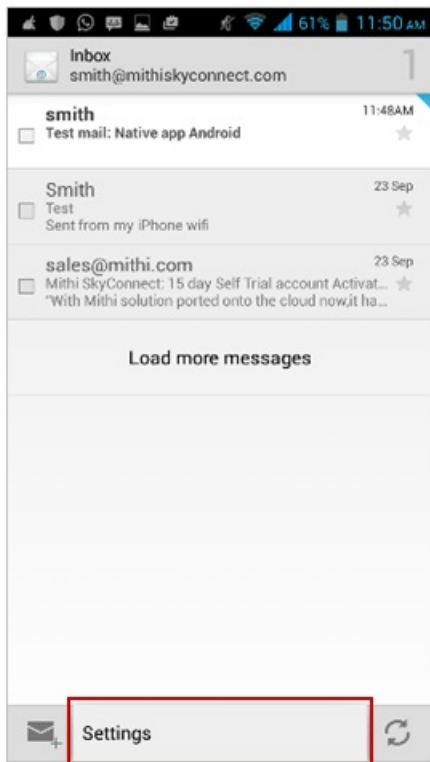 61% 11:50 AM
Inbox
smith@mithiskyconnect.com
1
smith 11:48AM
Test mail: Native app Android
Smith 23 Sep
Test
Sent from my iPhone wifi
sales@mithi.com 23 Sep
Mithi SkyConnect: 15 day Self Trial account Activat...
"With Mithi solution ported onto the cloud now,it ha...
Load more messages
Settings